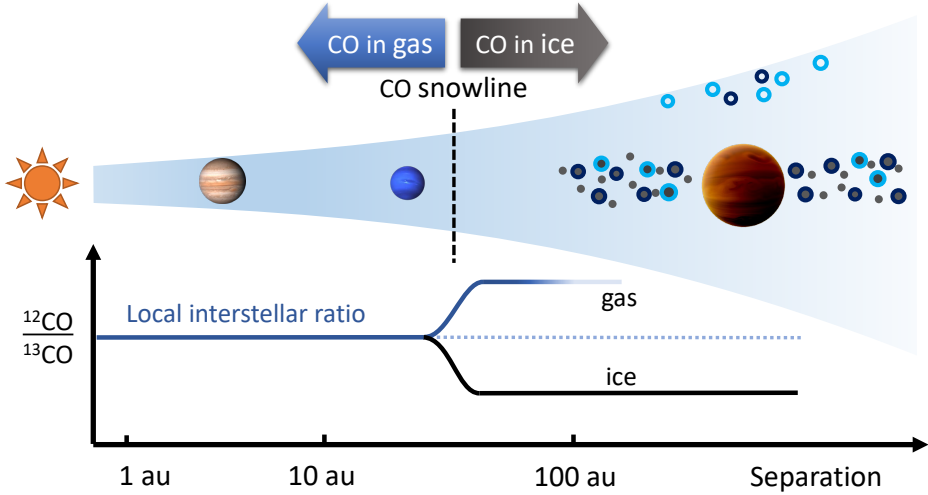 CO in gas
CO in ice
CO snowline
Local interstellar ratio
¹²CO
¹³CO
gas
ice
1 au
10 au
100 au
Separation